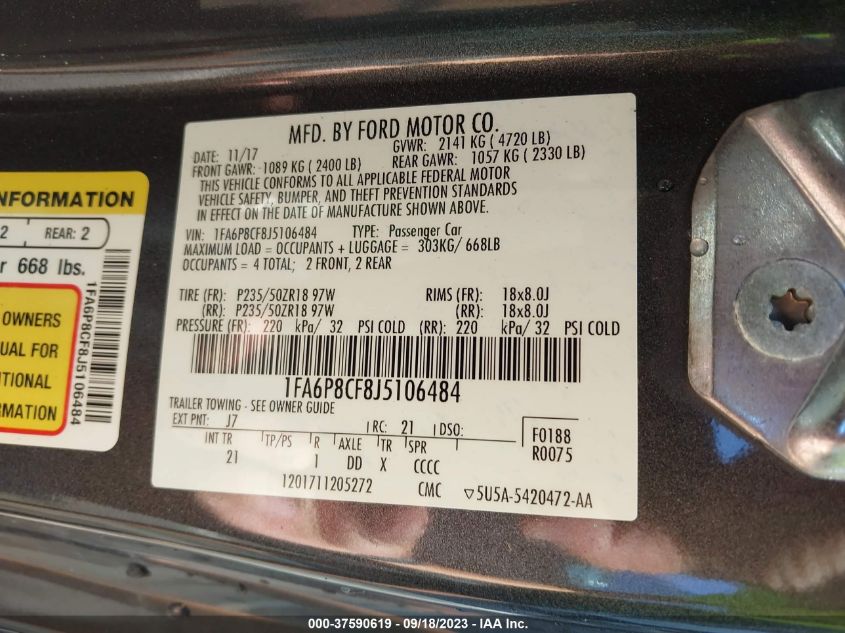 NFORMATION
2 REAR: 2
r 668 lbs.
OWNERS
UAL FOR
ITIONAL
RMATION
1FA6P8CF8J5106484
MFD. BY FORD MOTOR CO.
DATE: 11/17 GVWR: 2141 KG ( 4720 LB)
FRONT GAWR: 1089 KG ( 2400 LB) REAR GAWR: 1057 KG ( 2330 LB)
THIS VEHICLE CONFORMS TO ALL APPLICABLE FEDERAL MOTOR
VEHICLE SAFETY, BUMPER, AND THEFT PREVENTION STANDARDS
IN EFFECT ON THE DATE OF MANUFACTURE SHOWN ABOVE.
VIN: 1FA6P8CF8J5106484 TYPE: Passenger Car
MAXIMUM LOAD = OCCUPANTS + LUGGAGE = 303KG/ 668LB
OCCUPANTS = 4 TOTAL; 2 FRONT, 2 REAR
TIRE (FR): P235/50ZR18 97W RIMS (FR): 18x8.0J
(RR): P235/50ZR18 97W (RR): 18x8.0J
PRESSURE (FR): 220 kPa/ 32 PSI COLD (RR): 220 kPa/ 32 PSI COLD
1FA6P8CF8J5106484
TRAILER TOWING - SEE OWNER GUIDE
EXT PNT: J7 RC: 21 DSO: F0188
INT TR TP/PS R AXLE TR SPR R0075
21 I DD X CCCC
1201711205272 CMC ▽5U5A-5420472-AA
000-37590619 - 09/18/2023 - IAA Inc.